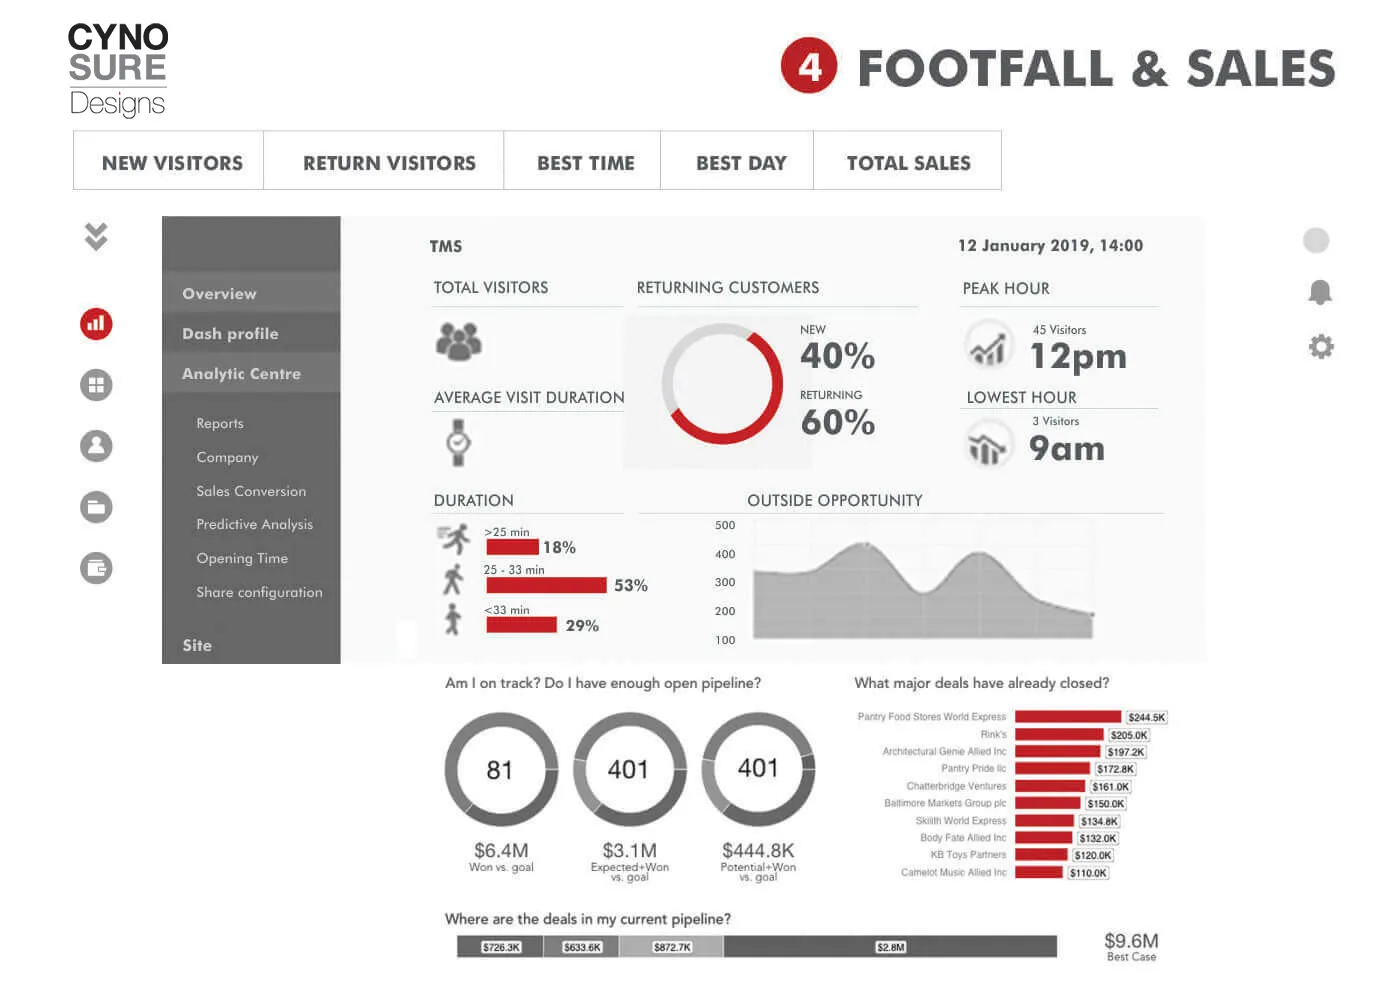 CYNO
SURE
Designs
4 FOOTFALL & SALES
NEW VISITORS
RETURN VISITORS
BEST TIME
BEST DAY
TOTAL SALES
Overview
Dash profile
Analytic Centre
Reports
Company
Sales Conversion
Predictive Analysis
Opening Time
Share configuration
Site
TMS
12 January 2019, 14:00
TOTAL VISITORS
AVERAGE VISIT DURATION
RETURNING CUSTOMERS
NEW
40%
RETURNING
60%
PEAK HOUR
45 Visitors
12pm
LOWEST HOUR
3 Visitors
9am
DURATION
>25 min
18%
25 - 33 min
53%
<33 min
29%
OUTSIDE OPPORTUNITY
500
400
300
200
100
Am I on track? Do I have enough open pipeline?
81
$6.4M
Won vs. goal
401
$3.1M
Expected+Won
vs. goal
401
$444.8K
Potential+Won
vs. goal
What major deals have already closed?
Pantry Food Stores World Express $244.5K
Rink's $205.0K
Architectural Genie Allied Inc $197.2K
Pantry Pride llc $172.8K
Chatterbridge Ventures $161.0K
Baltimore Markets Group plc $150.0K
Skilith World Express $134.8K
Body Fate Allied Inc $132.0K
KB Toys Partners $120.0K
Camelot Music Allied Inc $110.0K
Where are the deals in my current pipeline?
$726.3K $633.6K $872.7K $2.8M
$9.6M
Best Case